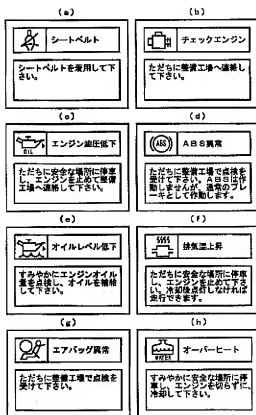 (a)
シートベルト
シートベルトを着用して下
さい。
(b)
チェックエンジン
ただちに整備工場へ連絡し
て下さい。
(c)
OIL
エンジン油圧低下
ただちに安全な場所に停車
し、エンジンを止めて整備
工場へ連絡して下さい。
(d)
ABS
ABS異常
ただちに整備工場で点検を
受けて下さい。ABSは作
動しませんが、通常のブレ
ーキとして作動します。
(e)
オイルレベル低下
すみやかにエンジンオイル
量を点検し、オイルを補給
して下さい。
(f)
排気温上昇
ただちに安全な場所に停車
し、エンジンを止めて下さ
い。冷却後点灯しなければ
走行できます。
(g)
エアバッグ異常
ただちに整備工場で点検を
受けて下さい。
(h)
WATER
オーバーヒート
すみやかに安全な場所に停
車し、エンジンを切らずに、
冷却して下さい。